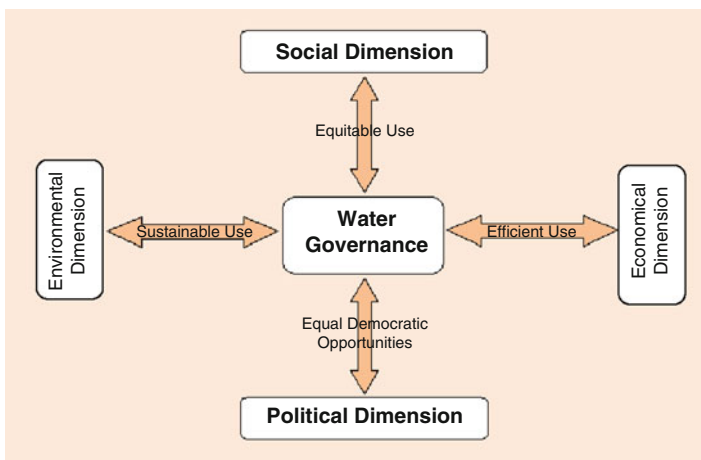 Social Dimension
Equitable Use
Environmental
Dimension
Sustainable Use
Water
Governance
Efficient Use
Economical
Dimension
Equal Democratic
Opportunities
Political Dimension